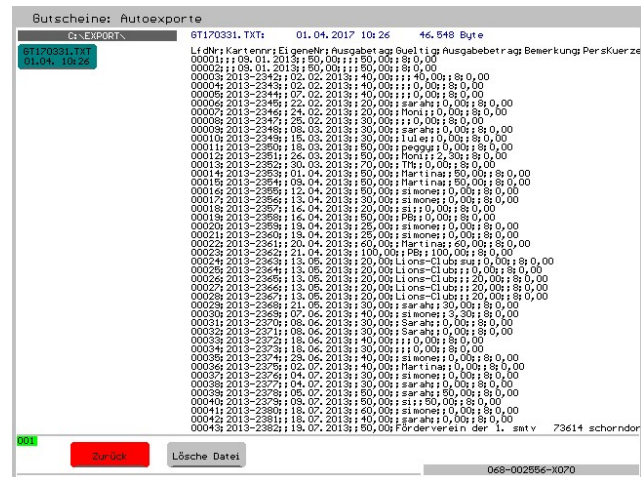 Gutscheine: Autoexporte
C:\EXPORT\
GT170331.TXT
01.04. 10:26
GT170331.TXT: 01.04.2017 10:26 46.548 Byte
LfdNr;Kartennr;EigeneNr;Ausgabetag;Gueltig;Ausgabebetrag;Bemerkung;PersKuerze
00001;;;09.01.2013;;50,00;;;;50,00;;8;0,00
00002;;;09.01.2013;;50,00;;;;50,00;;8;0,00
00003;2013-2342;;02.02.2013;;40,00;;;;40,00;;8;0,00
00004;2013-2343;;02.02.2013;;40,00;;;;0,00;;8;0,00
00005;2013-2344;;07.02.2013;;40,00;;;;0,00;;8;0,00
00006;2013-2345;;22.02.2013;;20,00;;sarah;;0,00;;8;0,00
00007;2013-2346;;24.02.2013;;20,00;;Moni;;0,00;;8;0,00
00008;2013-2347;;25.02.2013;;30,00;;;;0,00;;8;0,00
00009;2013-2348;;08.03.2013;;30,00;;sarah;;0,00;;8;0,00
00010;2013-2349;;15.03.2013;;30,00;;lule;;0,00;;8;0,00
00011;2013-2350;;18.03.2013;;50,00;;peggy;;0,00;;8;0,00
00012;2013-2351;;26.03.2013;;50,00;;Moni;;2,30;;8;0,00
00013;2013-2352;;30.03.2013;;70,00;;TM;;0,00;;8;0,00
00014;2013-2353;;01.04.2013;;50,00;;Martina;;50,00;;8;0,00
00015;2013-2354;;09.04.2013;;50,00;;Martina;;50,00;;8;0,00
00016;2013-2355;;12.04.2013;;50,00;;simone;;0,00;;8;0,00
00017;2013-2356;;13.04.2013;;30,00;;simone;;0,00;;8;0,00
00018;2013-2357;;16.04.2013;;20,00;;si;;0,00;;8;0,00
00019;2013-2358;;16.04.2013;;50,00;;PB;;0,00;;8;0,00
00020;2013-2359;;19.04.2013;;25,00;;simone;;0,00;;8;0,00
00021;2013-2360;;19.04.2013;;25,00;;simone;;0,00;;8;0,00
00022;2013-2361;;20.04.2013;;60,00;;Martina;;60,00;;8;0,00
00023;2013-2362;;21.04.2013;;100,00;;PB;;100,00;;8;0,00
00024;2013-2363;;13.05.2013;;20,00;Lions-Club;su;;0,00;;8;0,00
00025;2013-2364;;13.05.2013;;20,00;Lions-Club;;;0,00;;8;0,00
00026;2013-2365;;13.05.2013;;20,00;Lions-Club;;;20,00;;8;0,00
00027;2013-2366;;13.05.2013;;20,00;Lions-Club;;;20,00;;8;0,00
00028;2013-2367;;13.05.2013;;20,00;Lions-Club;;;20,00;;8;0,00
00029;2013-2368;;21.05.2013;;30,00;;sarah;;30,00;;8;0,00
00030;2013-2369;;07.06.2013;;40,00;;simone;;3,30;;8;0,00
00031;2013-2370;;08.06.2013;;30,00;;Sarah;;0,00;;8;0,00
00032;2013-2371;;08.06.2013;;30,00;;Sarah;;0,00;;8;0,00
00033;2013-2372;;18.06.2013;;40,00;;;;0,00;;8;0,00
00034;2013-2373;;18.06.2013;;30,00;;;;0,00;;8;0,00
00035;2013-2374;;29.06.2013;;40,00;;simone;;0,00;;8;0,00
00036;2013-2375;;02.07.2013;;40,00;;Martina;;0,00;;8;0,00
00037;2013-2376;;04.07.2013;;30,00;;simone;;0,00;;8;0,00
00038;2013-2377;;04.07.2013;;20,00;;sarah;;0,00;;8;0,00
00039;2013-2378;;05.07.2013;;50,00;;sarah;;50,00;;8;0,00
00040;2013-2379;;09.07.2013;;50,00;;si;;50,00;;8;0,00
00041;2013-2380;;18.07.2013;;60,00;;simone;;0,00;;8;0,00
00042;2013-2381;;18.07.2013;;40,00;;sarah;;0,00;;8;0,00
00043;2013-2382;;19.07.2013;;50,00;Förderverein der 1. smtv 73614 schorndor
001
Zurück
Lösche Datei
068-002556-X070